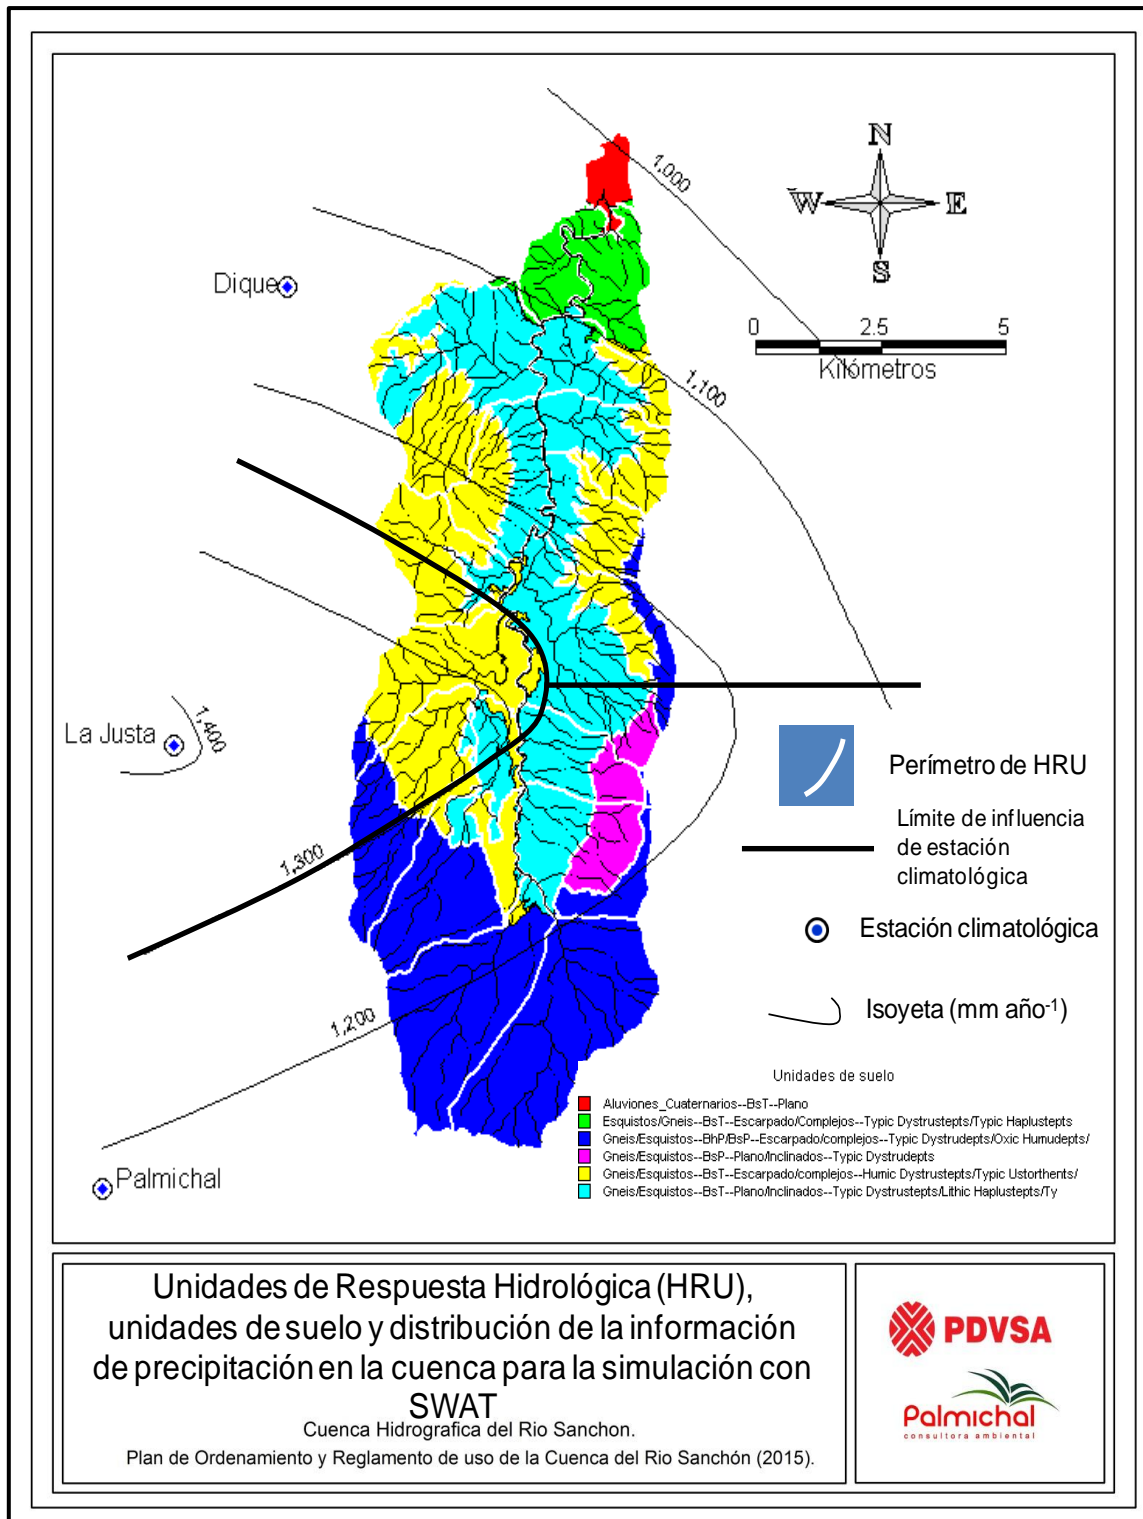 N
W
E
S
1,000
Dique
0
2.5
5
Kilómetros
1,100
La Justa
1,400
Perímetro de HRU
Límite de influencia
de estación
climatológica
1,300
Estación climatológica
Isoyeta (mm año-1)
1,200
Palmichal
Unidades de suelo
Aluviones_Cuaternarios--BsT--Plano
Esquistos/Gneis--BsT--Escarpado/Complejos--Typic Dystrustepts/Typic Haplustepts
Gneis/Esquistos--BhP/BsP--Escarpado/complejos--Typic Dystrudepts/Oxic Humudepts/
Gneis/Esquistos--BsP--Plano/Inclinados--Typic Dystrudepts
Gneis/Esquistos--BsT--Escarpado/complejos--Humic Dystrustepts/Typic Ustorthents/
Gneis/Esquistos--BsT--Plano/Inclinados--Typic Dystrustepts/Lithic Haplustepts/Ty
Unidades de Respuesta Hidrológica (HRU),
unidades de suelo y distribución de la información
de precipitación en la cuenca para la simulación con
SWAT
Cuenca Hidrografica del Rio Sanchon.
Plan de Ordenamiento y Reglamento de uso de la Cuenca del Rio Sanchón (2015).
PDVSA
Palmichal
consultora ambiental